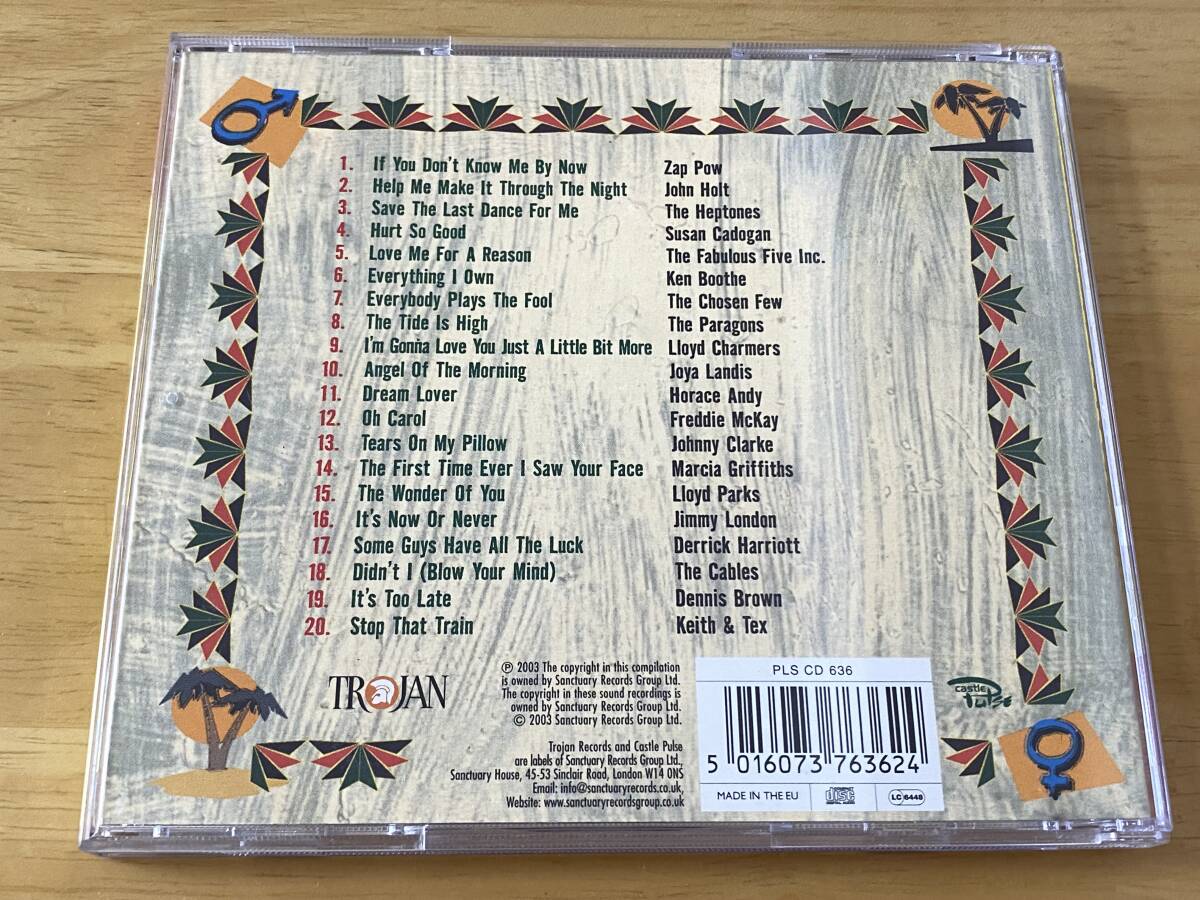 1. If You Don't Know Me By Now Zap Pow
2. Help Me Make It Through The Night John Holt
3. Save The Last Dance For Me The Heptones
4. Hurt So Good Susan Cadogan
5. Love Me For A Reason The Fabulous Five Inc.
6. Everything I Own Ken Boothe
7. Everybody Plays The Fool The Chosen Few
8. The Tide Is High The Paragons
9. I'm Gonna Love You Just A Little Bit More Lloyd Charmers
10. Angel Of The Morning Joya Landis
11. Dream Lover Horace Andy
12. Oh Carol Freddie McKay
13. Tears On My Pillow Johnny Clarke
14. The First Time Ever I Saw Your Face Marcia Griffiths
15. The Wonder Of You Lloyd Parks
16. It's Now Or Never Jimmy London
17. Some Guys Have All The Luck Derrick Harriott
18. Didn't I (Blow Your Mind) The Cables
19. It's Too Late Dennis Brown
20. Stop That Train Keith & Tex
TROJAN
℗ 2003 The copyright in this compilation
is owned by Sanctuary Records Group Ltd.
The copyright in these sound recordings is
owned by Sanctuary Records Group Ltd.
© 2003 Sanctuary Records Group Ltd.
Trojan Records and Castle Pulse
are labels of Sanctuary Records Group Ltd.,
Sanctuary House, 45-53 Sinclair Road, London W14 0NS
Email: info@sanctuaryrecords.co.uk,
Website: www.sanctuaryrecordsgroup.co.uk
PLS CD 636
5 016073 763624
MADE IN THE EU
disc
DIGITAL AUDIO
LC 6448
castle
Pulse